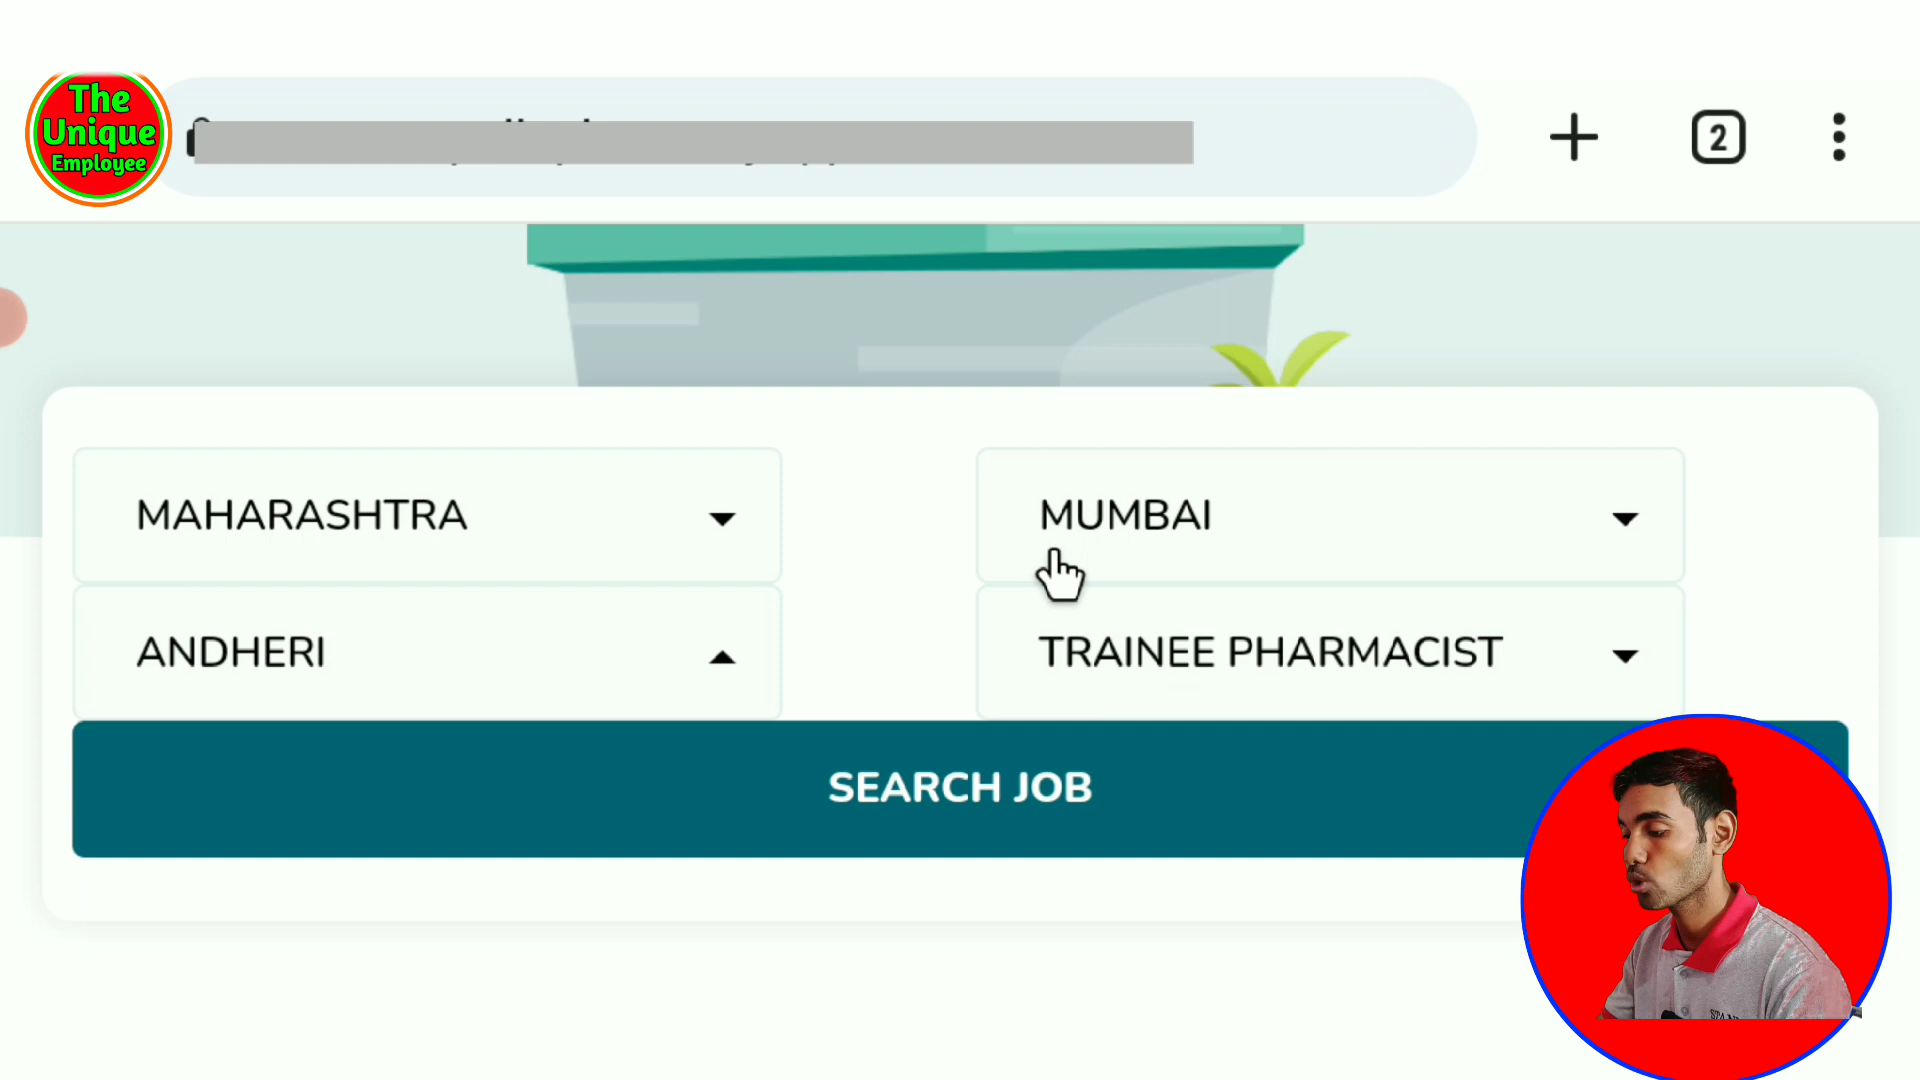 The
Unique
Employee
2
MAHARASHTRA
MUMBAI
ANDHERI
TRAINEE PHARMACIST
SEARCH JOB